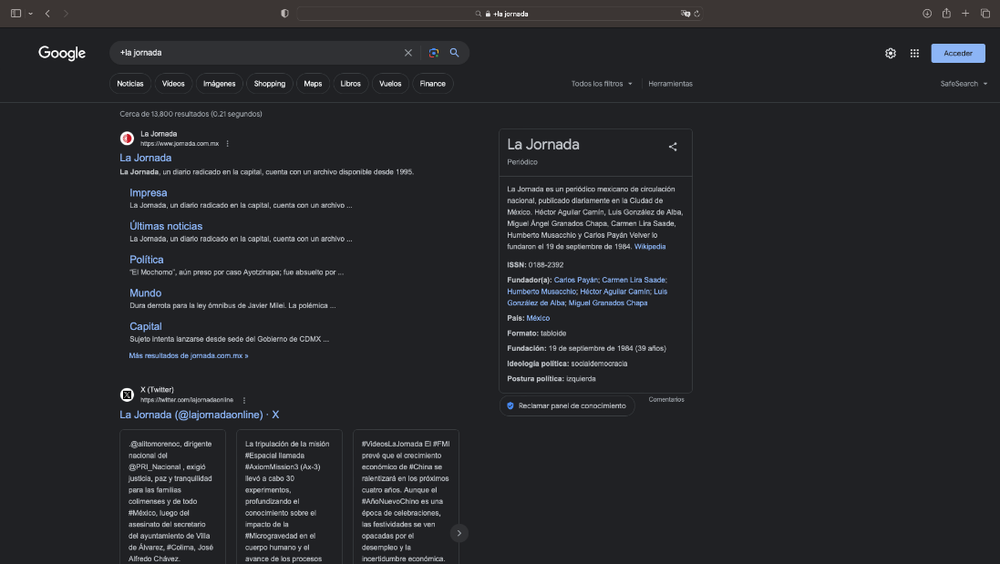 +la jornada
Google
+la jornada
Acceder
Noticias
Vídeos
Imágenes
Shopping
Maps
Libros
Vuelos
Finance
Todos los filtros
Herramientas
SafeSearch
Cerca de 13,800 resultados (0.21 segundos)
La Jornada
https://www.jornada.com.mx
La Jornada
La Jornada, un diario radicado en la capital, cuenta con un archivo disponible desde 1995.
Impresa
La Jornada, un diario radicado en la capital, cuenta con un archivo ...
Últimas noticias
La Jornada, un diario radicado en la capital, cuenta con un archivo ...
Política
“El Mochomo”, aún preso por caso Ayotzinapa; fue absuelto por ...
Mundo
Dura derrota para la ley ómnibus de Javier Milei. La polémica ...
Capital
Sujeto intenta lanzarse desde sede del Gobierno de CDMX ...
Más resultados de jornada.com.mx »
X (Twitter)
https://twitter.com/lajornadaonline
La Jornada (@lajornadaonline) · X
.@alitomorenoc, dirigente
nacional del
@PRI_Nacional , exigió
justicia, paz y tranquilidad
para las familias
colimenses y de todo
#México, luego del
asesinato del secretario
del ayuntamiento de Villa
de Álvarez, #Colima, José
Alfredo Chávez.
La tripulación de la misión
#Espacial llamada
#AxiomMission3 (Ax-3)
llevó a cabo 30
experimentos,
profundizando el
conocimiento sobre el
impacto de la
#Microgravedad en el
cuerpo humano y el
avance de los procesos
#VideosLaJornada El #FMI
prevé que el crecimiento
económico de #China se
ralentizará en los próximos
cuatro años. Aunque el
#AñoNuevoChino es una
época de celebraciones,
las festividades se ven
opacadas por el
desempleo y la
incertidumbre económica.
La Jornada
Periódico
La Jornada es un periódico mexicano de circulación
nacional, publicado diariamente en la Ciudad de
México. Héctor Aguilar Camín, Luis González de Alba,
Miguel Ángel Granados Chapa, Carmen Lira Saade,
Humberto Musacchio y Carlos Payán Velver lo
fundaron el 19 de septiembre de 1984. Wikipedia
ISSN: 0188-2392
Fundador(a): Carlos Payán; Carmen Lira Saade;
Humberto Musacchio; Héctor Aguilar Camín; Luis
González de Alba; Miguel Granados Chapa
País: México
Formato: tabloide
Fundación: 19 de septiembre de 1984 (39 años)
Ideología política: socialdemocracia
Postura política: izquierda
Reclamar panel de conocimiento
Comentarios